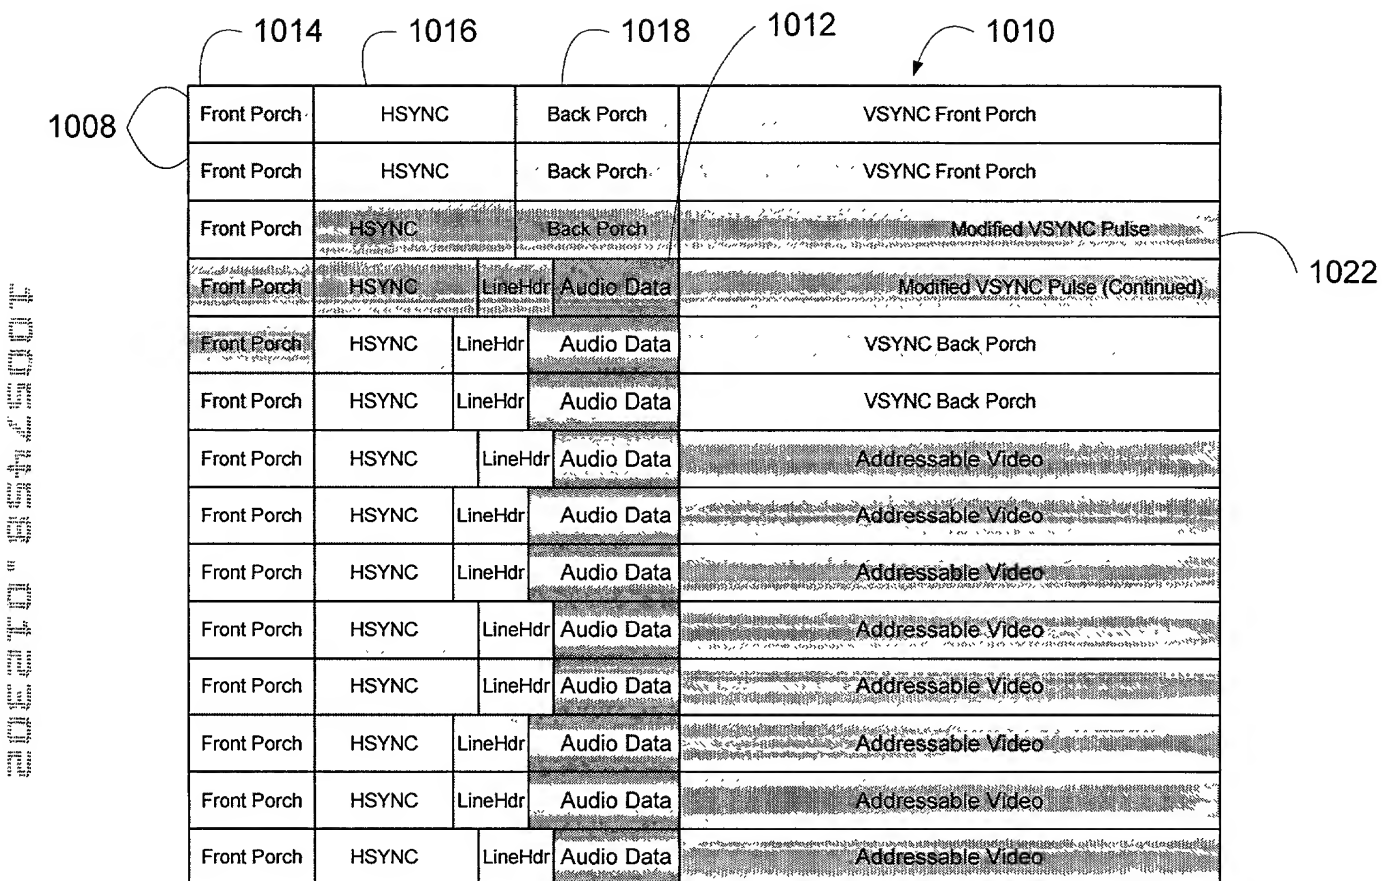 1014 1016 1018 1012 1010
1008
Front Porch HSYNC Back Porch VSYNC Front Porch
Front Porch HSYNC Back Porch VSYNC Front Porch
Front Porch HSYNC Back Porch Modified VSYNC Pulse
1022
Front Porch HSYNC LineHdr Audio Data Modified VSYNC Pulse (Continued)
Front Porch HSYNC LineHdr Audio Data VSYNC Back Porch
Front Porch HSYNC LineHdr Audio Data VSYNC Back Porch
Front Porch HSYNC LineHdr Audio Data Addressable Video
Front Porch HSYNC LineHdr Audio Data Addressable Video
Front Porch HSYNC LineHdr Audio Data Addressable Video
Front Porch HSYNC LineHdr Audio Data Addressable Video
Front Porch HSYNC LineHdr Audio Data Addressable Video
Front Porch HSYNC LineHdr Audio Data Addressable Video
Front Porch HSYNC LineHdr Audio Data Addressable Video
Front Porch HSYNC LineHdr Audio Data Addressable Video